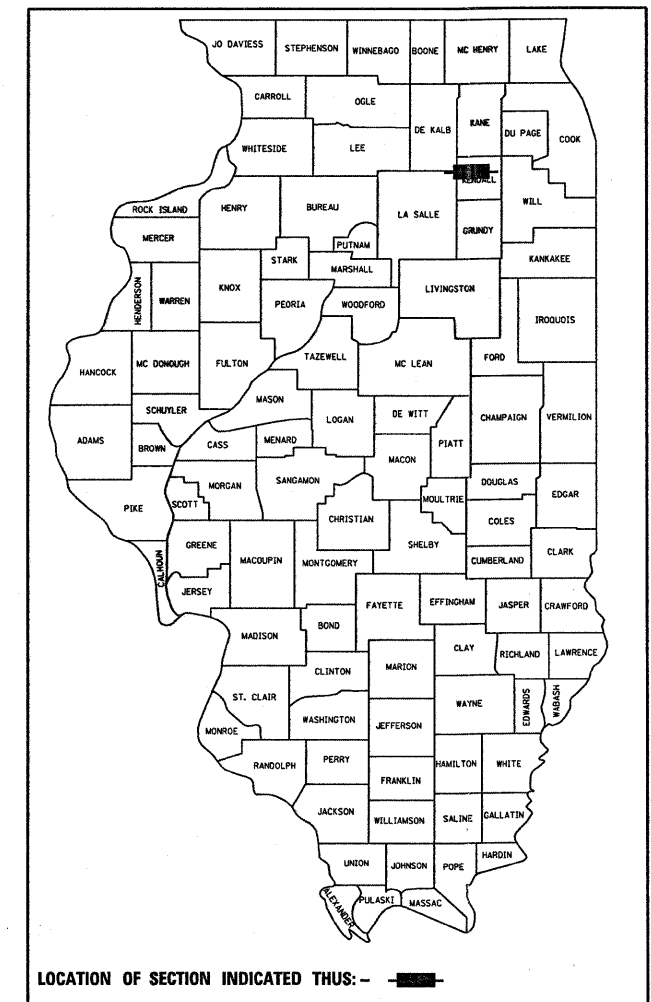 JO DAVIESS
STEPHENSON
WINNEBAGO
BOONE
MC HENRY
LAKE
CARROLL
OGLE
DE KALB
KANE
DU PAGE
COOK
WHITESIDE
LEE
KENDALL
WILL
ROCK ISLAND
HENRY
BUREAU
LA SALLE
GRUNDY
MERCER
PUTNAM
STARK
MARSHALL
KANKAKEE
HENDERSON
WARREN
KNOX
PEORIA
WOODFORD
LIVINGSTON
IROQUOIS
HANCOCK
MC DONOUGH
FULTON
TAZEWELL
MC LEAN
FORD
SCHUYLER
MASON
LOGAN
DE WITT
CHAMPAIGN
VERMILION
ADAMS
BROWN
CASS
MENARD
PIATT
MACON
PIKE
SCOTT
MORGAN
SANGAMON
MOULTRIE
DOUGLAS
EDGAR
CHRISTIAN
COLES
CALHOUN
GREENE
MACOUPIN
MONTGOMERY
SHELBY
CUMBERLAND
CLARK
JERSEY
FAYETTE
EFFINGHAM
JASPER
CRAWFORD
MADISON
BOND
CLAY
RICHLAND
LAWRENCE
CLINTON
MARION
ST. CLAIR
WAYNE
EDWARDS
WABASH
MONROE
WASHINGTON
JEFFERSON
RANDOLPH
PERRY
HAMILTON
WHITE
FRANKLIN
JACKSON
WILLIAMSON
SALINE
GALLATIN
UNION
JOHNSON
POPE
HARDIN
ALEXANDER
PULASKI
MASSAC
LOCATION OF SECTION INDICATED THUS: –